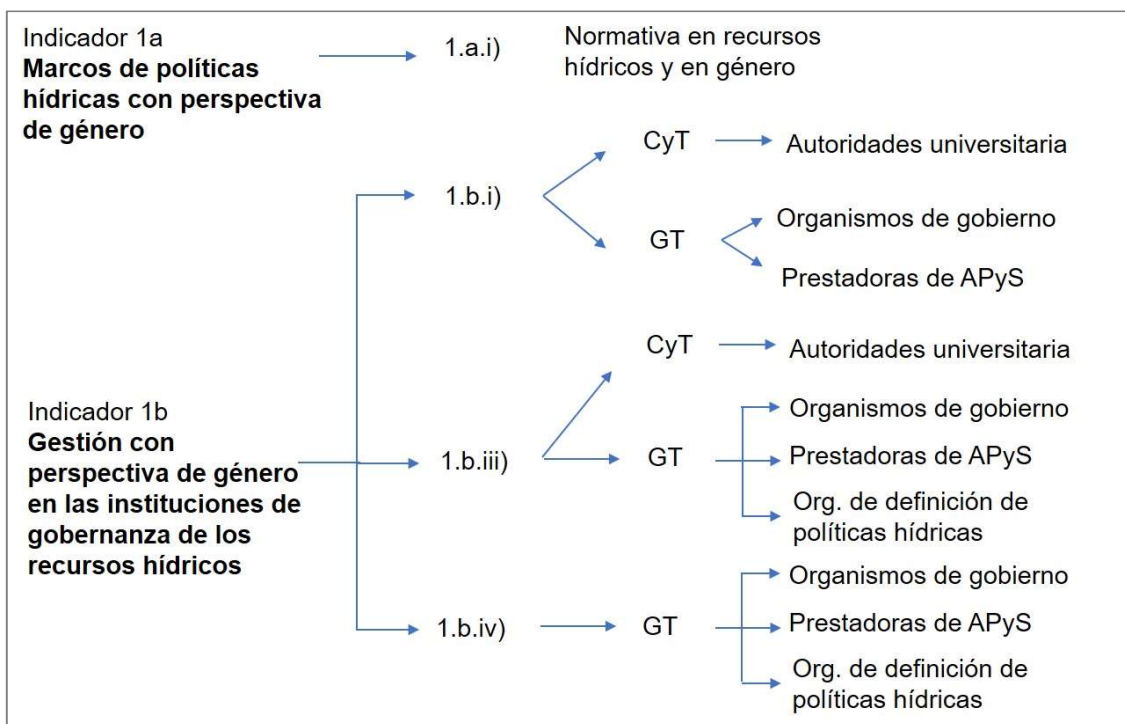 Indicador 1a
Marcos de políticas
hídricas con perspectiva
de género
1.a.i)
Normativa en recursos
hídricos y en género
Indicador 1b
Gestión con
perspectiva de género
en las instituciones de
gobernanza de los
recursos hídricos
1.b.i)
CyT
Autoridades universitaria
GT
Organismos de gobierno
Prestadoras de APyS
1.b.iii)
CyT
Autoridades universitaria
GT
Organismos de gobierno
Prestadoras de APyS
Org. de definición de
políticas hídricas
1.b.iv)
GT
Organismos de gobierno
Prestadoras de APyS
Org. de definición de
políticas hídricas